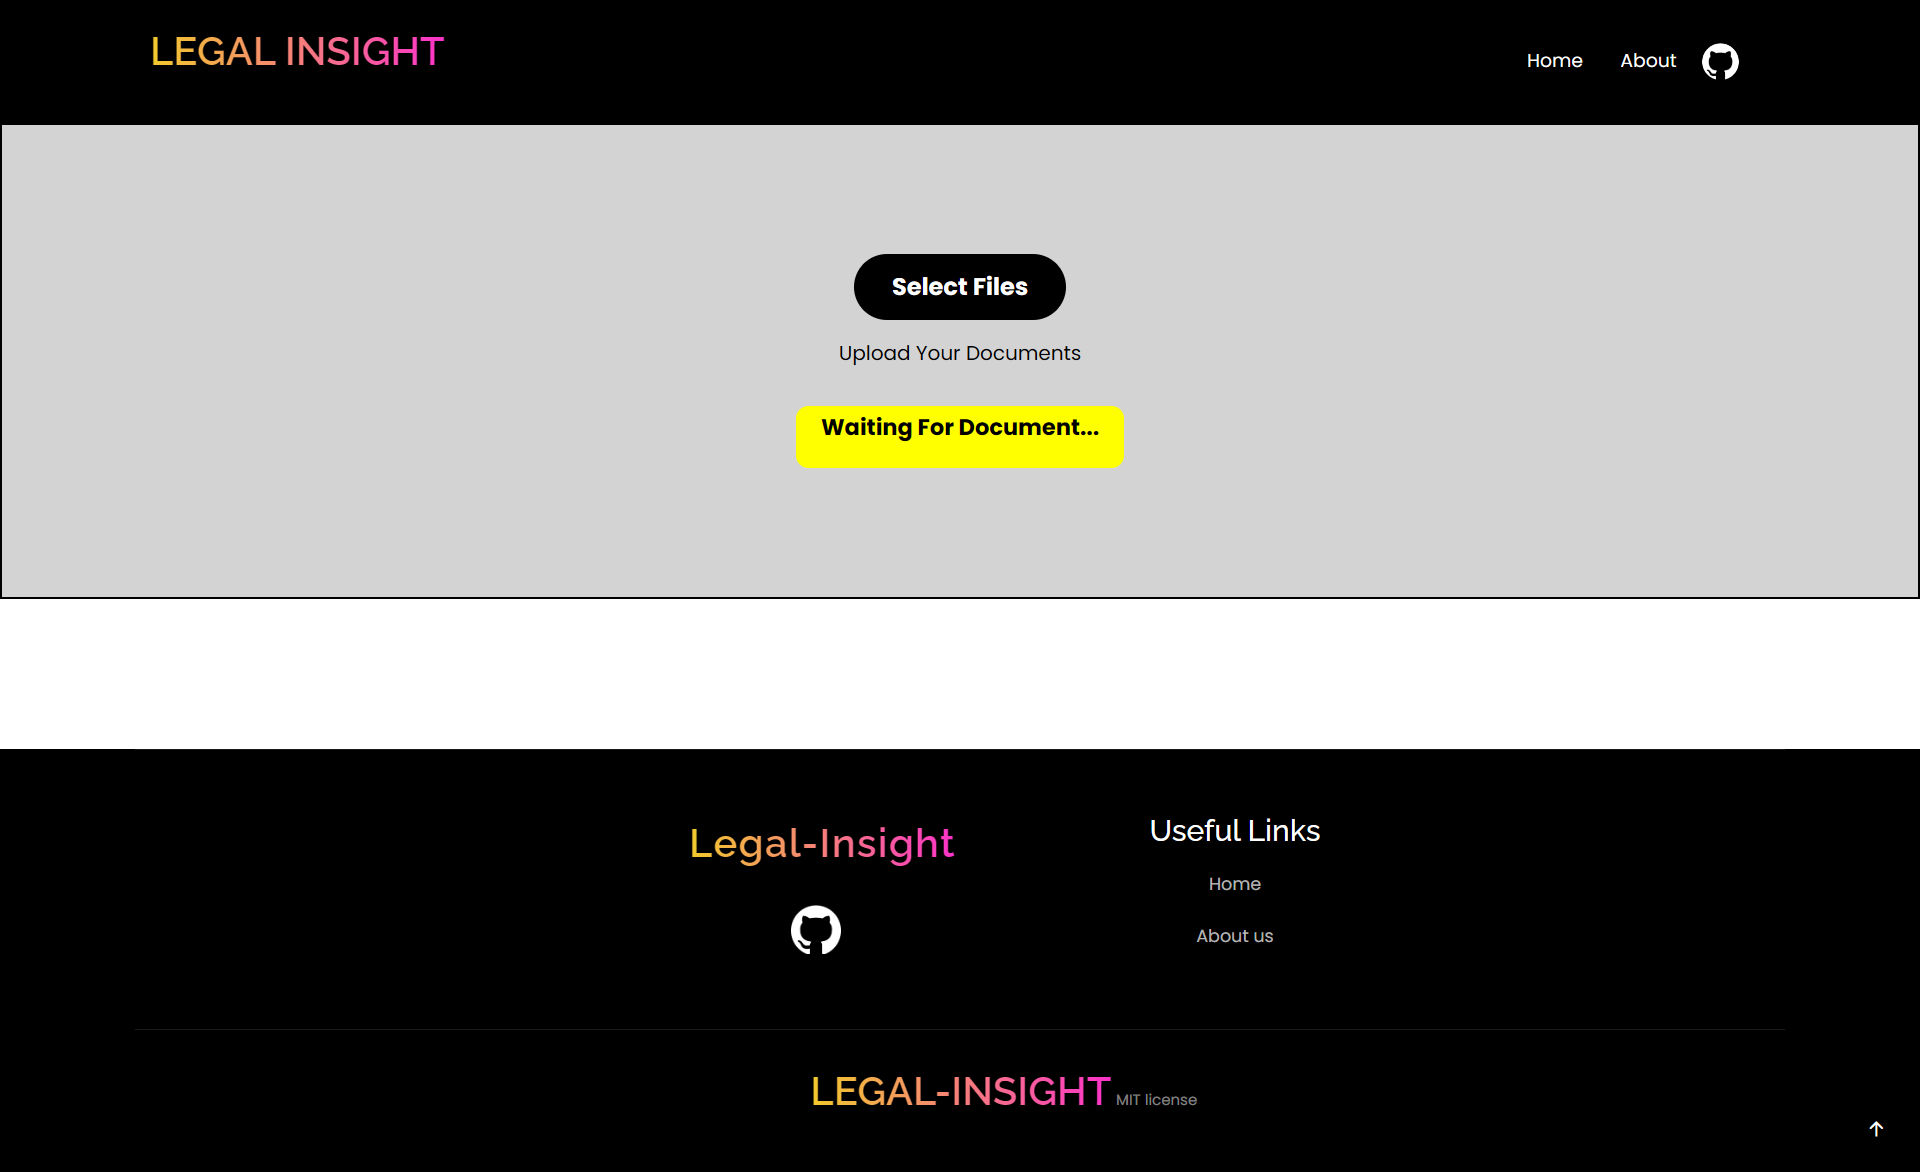 LEGAL INSIGHT
Home About
Select Files
Upload Your Documents
Waiting For Document...
Legal-Insight
Useful Links
Home
About us
LEGAL-INSIGHT MIT license